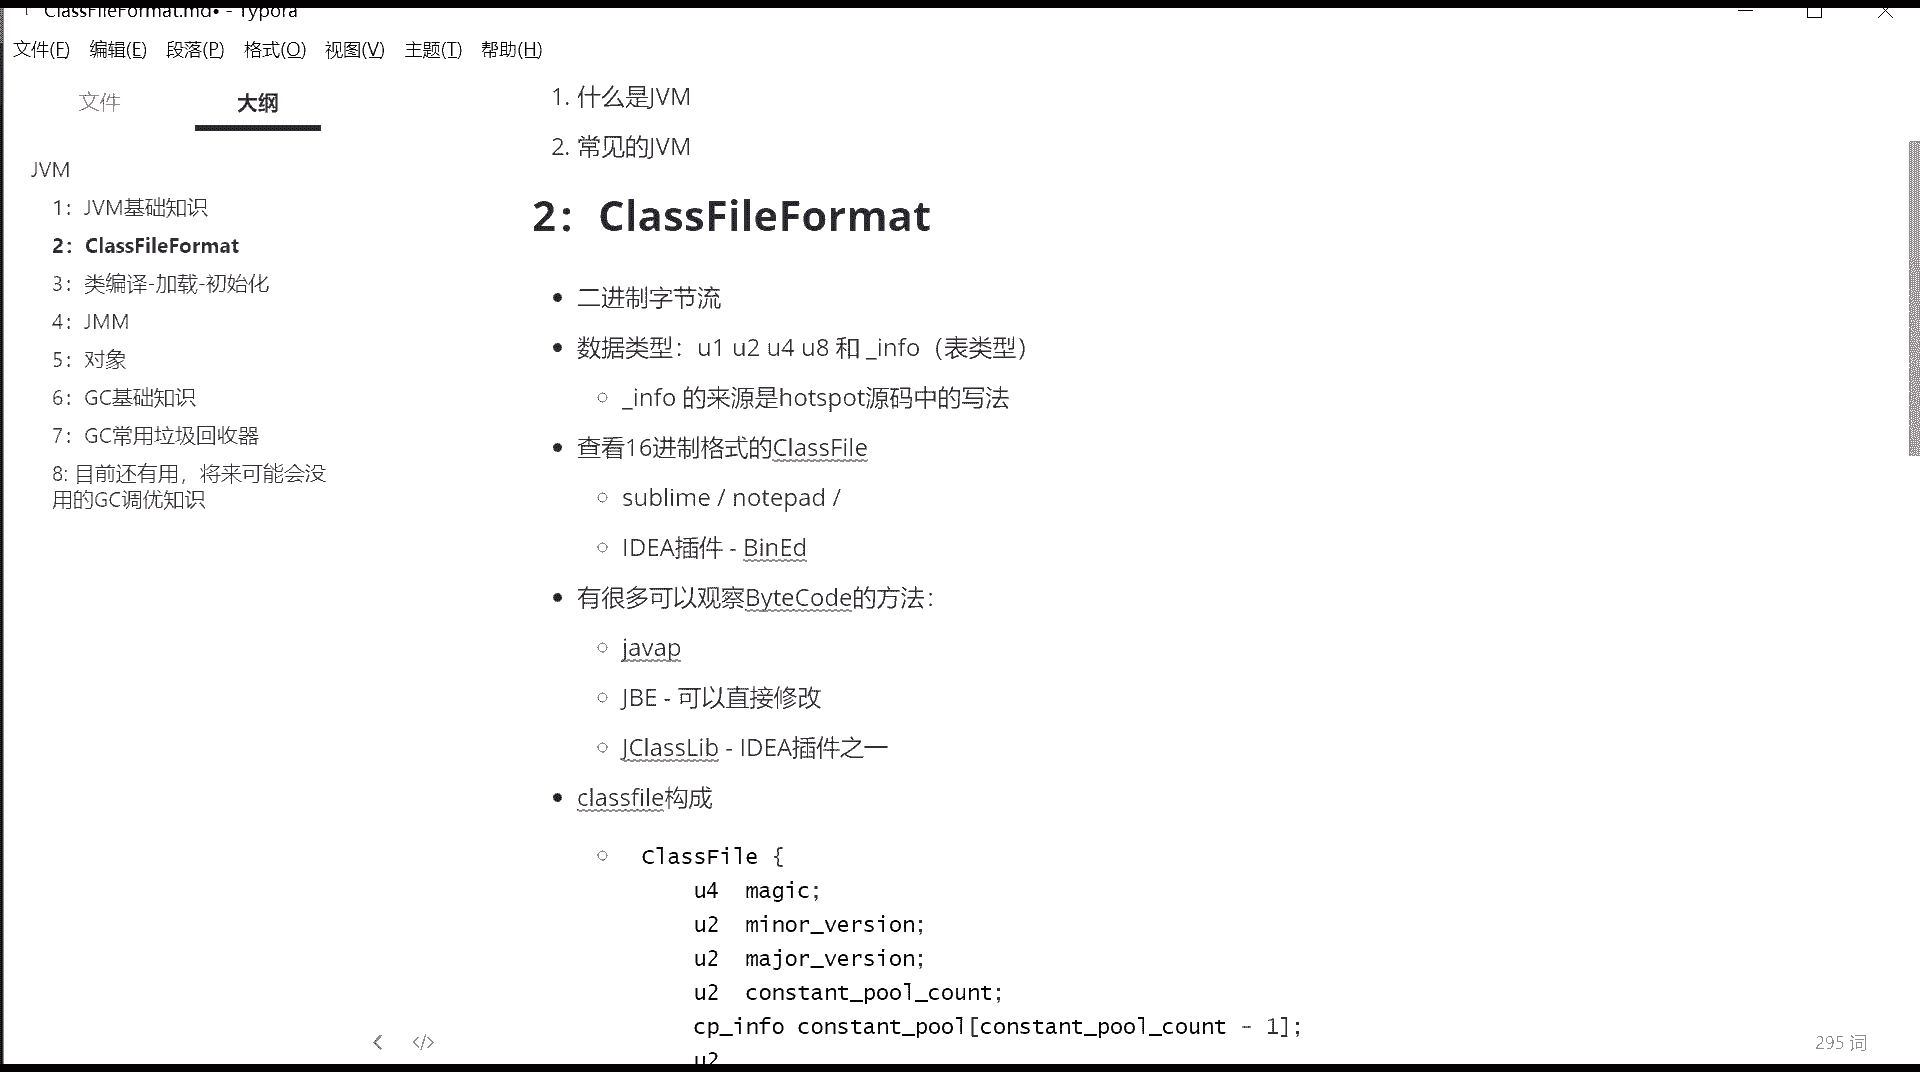 ClassFileFormat.md• - Typora
文件(F) 编辑(E) 段落(P) 格式(O) 视图(V) 主题(T) 帮助(H)
文件 大纲
JVM
1：JVM基础知识
2：ClassFileFormat
3：类编译-加载-初始化
4：JMM
5：对象
6：GC基础知识
7：GC常用垃圾回收器
8: 目前还有用，将来可能会没
用的GC调优知识
1. 什么是JVM
2. 常见的JVM
2：ClassFileFormat
• 二进制字节流
• 数据类型：u1 u2 u4 u8 和 _info（表类型）
○ _info 的来源是hotspot源码中的写法
• 查看16进制格式的ClassFile
○ sublime / notepad /
○ IDEA插件 - BinEd
• 有很多可以观察ByteCode的方法：
○ javap
○ JBE - 可以直接修改
○ JClassLib - IDEA插件之一
• classfile构成
○ ClassFile {
u4 magic;
u2 minor_version;
u2 major_version;
u2 constant_pool_count;
cp_info constant_pool[constant_pool_count - 1];
u2
</> 295 词